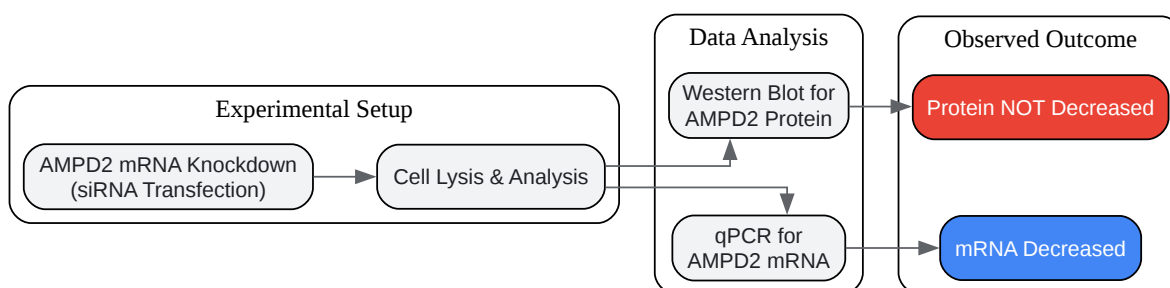 Experimental Setup
AMPD2 mRNA Knockdown
(siRNA Transfection)
Cell Lysis & Analysis
Data Analysis
Western Blot for
AMPD2 Protein
qPCR for
AMPD2 mRNA
Observed Outcome
Protein NOT Decreased
mRNA Decreased